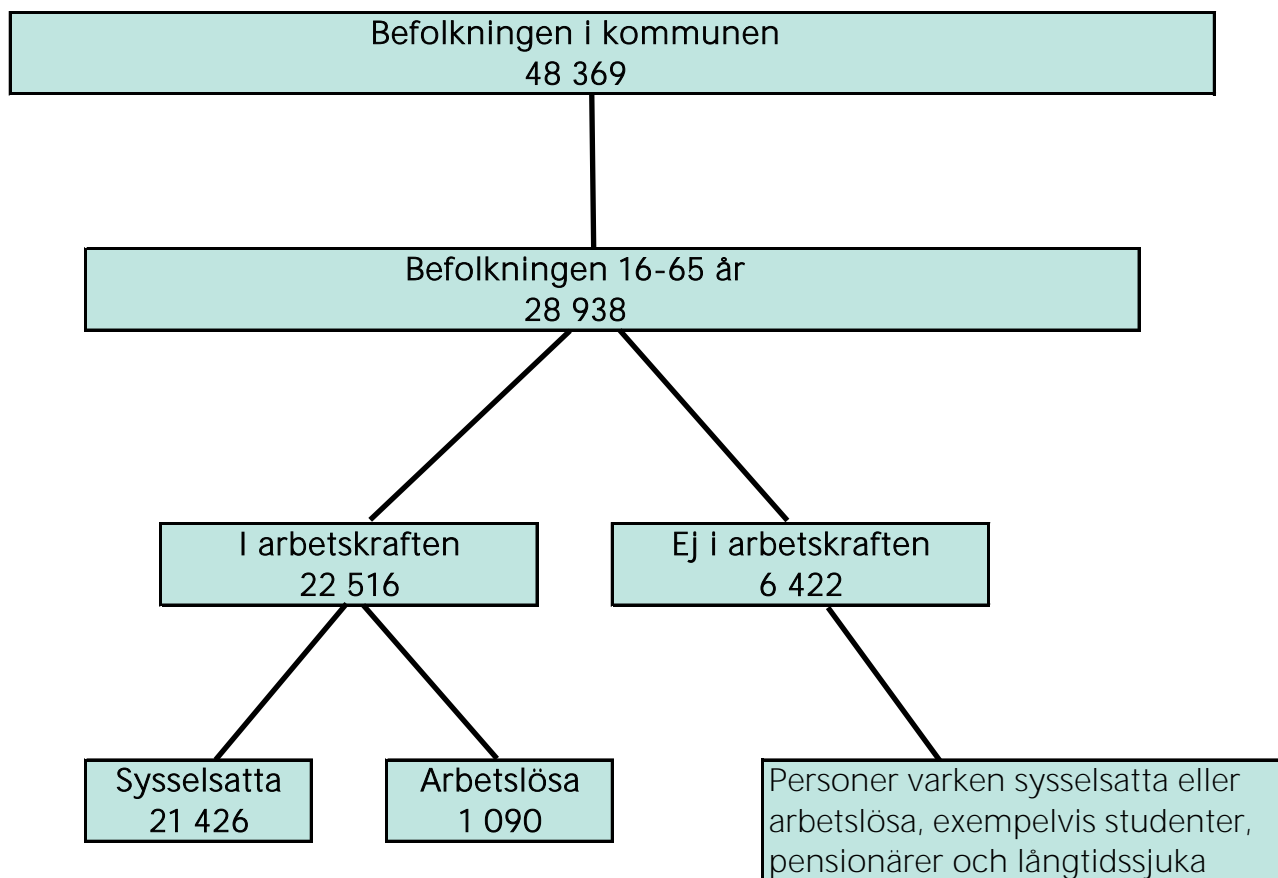 Befolkningen i kommunen
48 369
Befolkningen 16-65 år
28 938
I arbetskraften
22 516
Ej i arbetskraften
6 422
Sysselsatta
21 426
Arbetslösa
1 090
Personer varken sysselsatta eller
arbetslösa, exempelvis studenter,
pensionärer och långtidssjuka